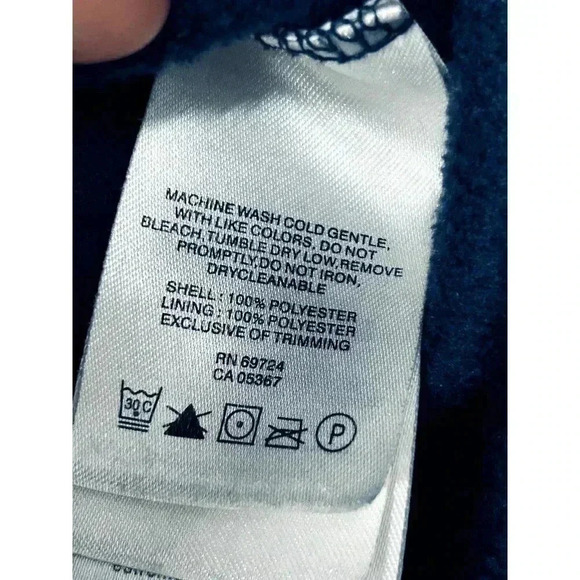 MACHINE WASH COLD GENTLE,
WITH LIKE COLORS, DO NOT
BLEACH,TUMBLE DRY LOW,REMOVE
PROMPTLY,DO NOT IRON,
DRYCLEANABLE
SHELL : 100% POLYESTER
LINING : 100% POLYESTER
EXCLUSIVE OF TRIMMING
RN 69724
CA 05367
30C P